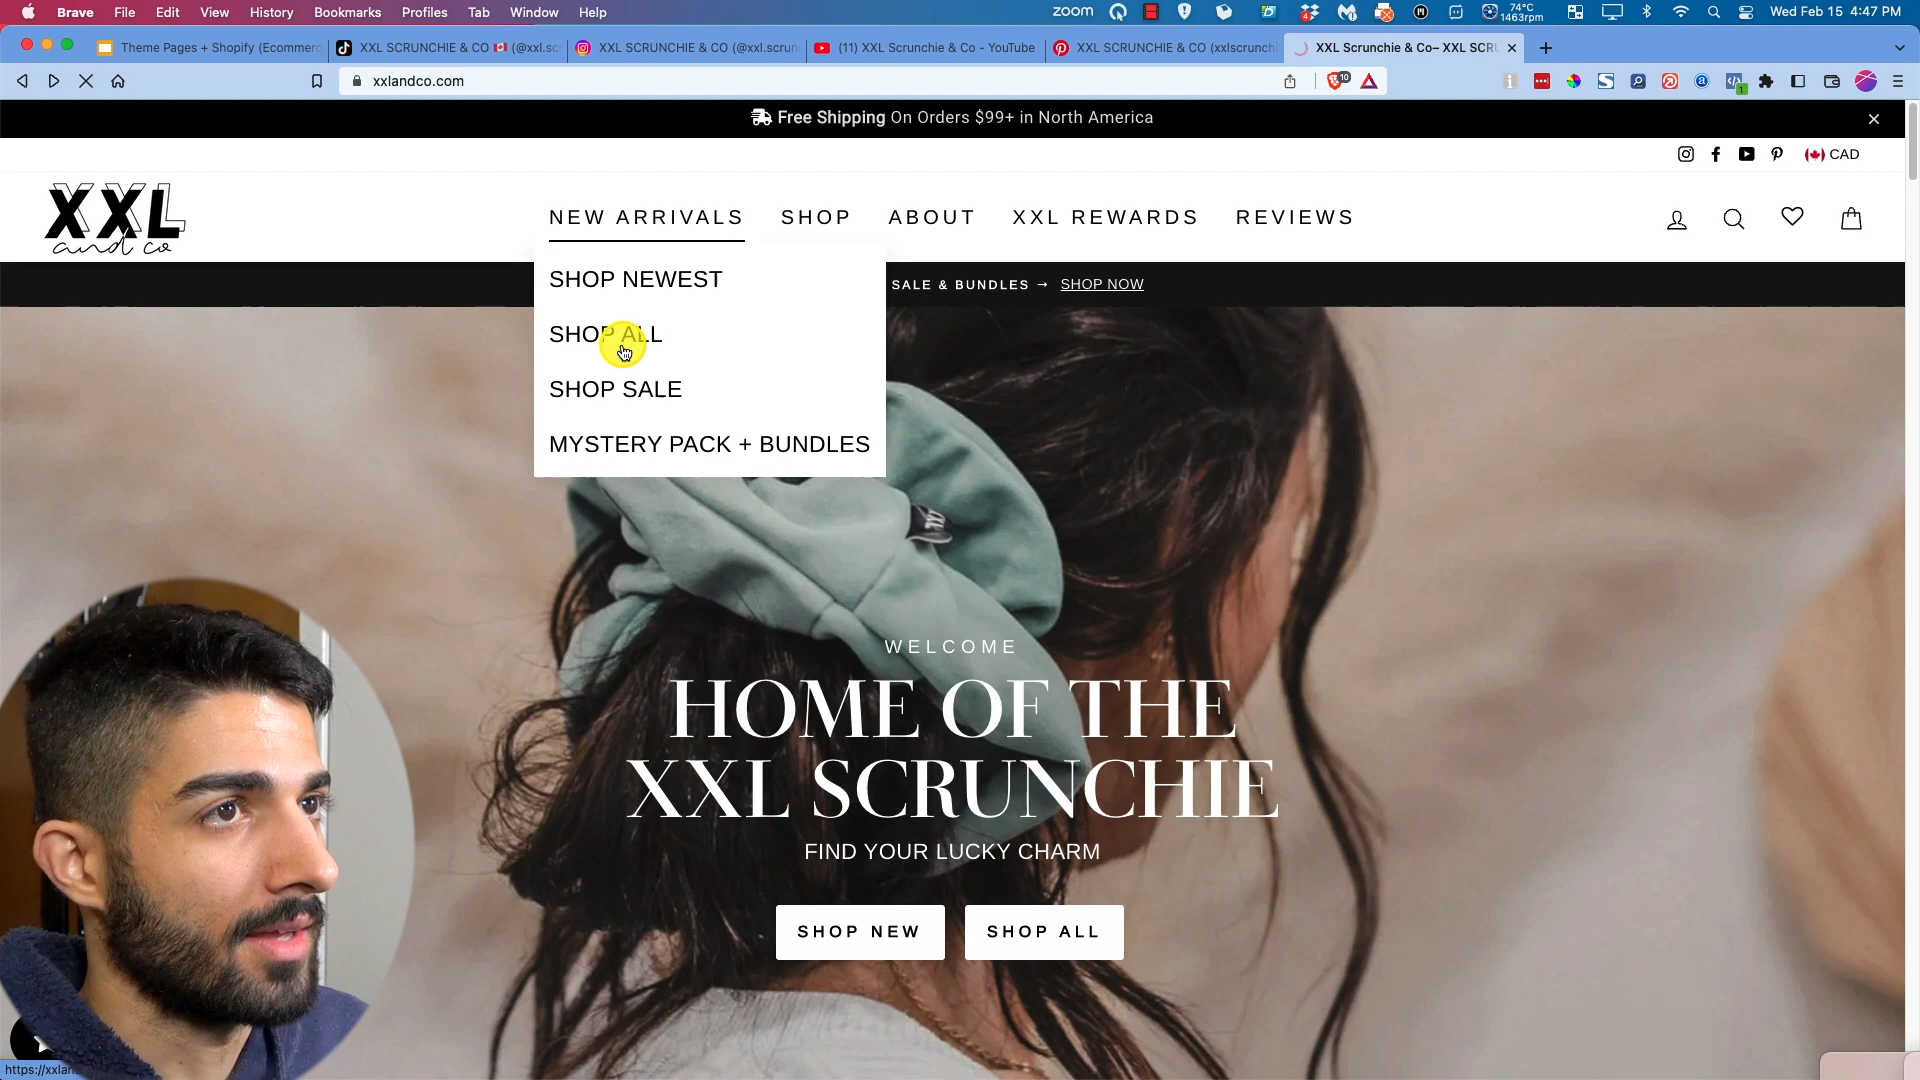 Brave File Edit View History Bookmarks Profiles Tab Window Help zoom 74°C 1463rpm Wed Feb 15 4:47 PM
Theme Pages + Shopify (Ecommerc XXL SCRUNCHIE & CO 🇨🇦 (@xxl.sc XXL SCRUNCHIE & CO (@xxl.scrun (11) XXL Scrunchie & Co - YouTube XXL SCRUNCHIE & CO (xxlscrunchi XXL Scrunchie & Co– XXL SCRU
xxlandco.com 10
Free Shipping On Orders $99+ in North America
CAD
XXL
and co
NEW ARRIVALS SHOP ABOUT XXL REWARDS REVIEWS
SHOP NEWEST
SALE & BUNDLES → SHOP NOW
SHOP ALL
SHOP SALE
MYSTERY PACK + BUNDLES
WELCOME
HOME OF THE
XXL SCRUNCHIE
FIND YOUR LUCKY CHARM
SHOP NEW SHOP ALL
https://xxlan